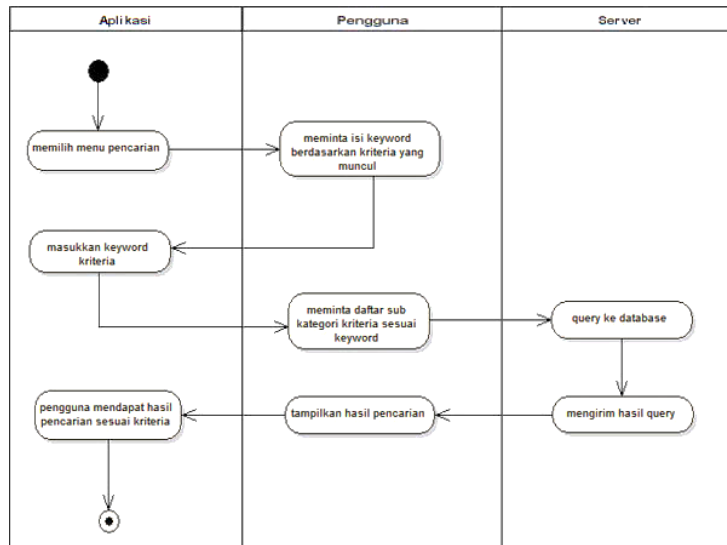 Aplikasi
Pengguna
Server
memilih menu pencarian
meminta isi keyword
berdasarkan kriteria yang
muncul
masukkan keyword
kriteria
meminta daftar sub
kategori kriteria sesuai
keyword
query ke database
pengguna mendapat hasil
pencarian sesuai kriteria
tampilkan hasil pencarian
mengirim hasil query